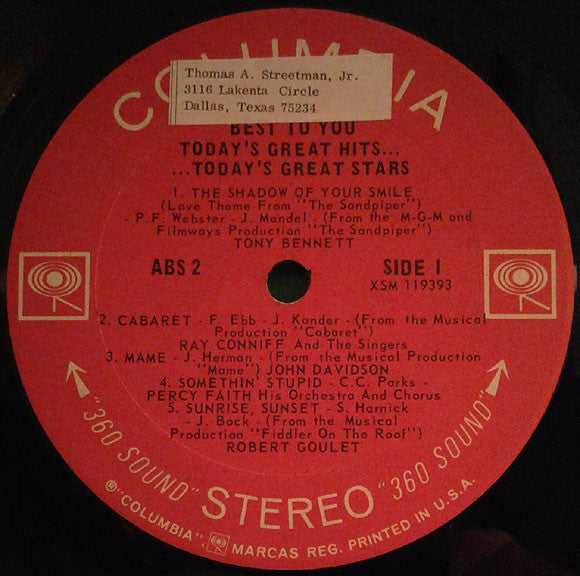 COLUMBIA
Thomas A. Streetman, Jr.
3116 Lakenta Circle
Dallas, Texas 75234
BEST TO YOU
TODAY'S GREAT HITS...
...TODAY'S GREAT STARS
1. THE SHADOW OF YOUR SMILE
(Love Theme From "The Sandpiper")
- P.F. Webster - J. Mandel - (From the M-G-M and
Filmways Production "The Sandpiper")
TONY BENNETT
ABS 2
SIDE 1
XSM 119393
2. CABARET - F. Ebb - J. Kander - (From the Musical
Production "Cabaret")
RAY CONNIFF And The Singers
3. MAME - J. Herman - (From the Musical Production
"Mame") JOHN DAVIDSON
4. SOMETHIN' STUPID - C.C. Parks -
PERCY FAITH His Orchestra And Chorus
5. SUNRISE, SUNSET - S. Harnick
- J. Bock - (From the Musical
Production "Fiddler On The Roof")
ROBERT GOULET
"360 SOUND" STEREO "360 SOUND"
®"COLUMBIA", MARCAS REG. PRINTED IN U.S.A.